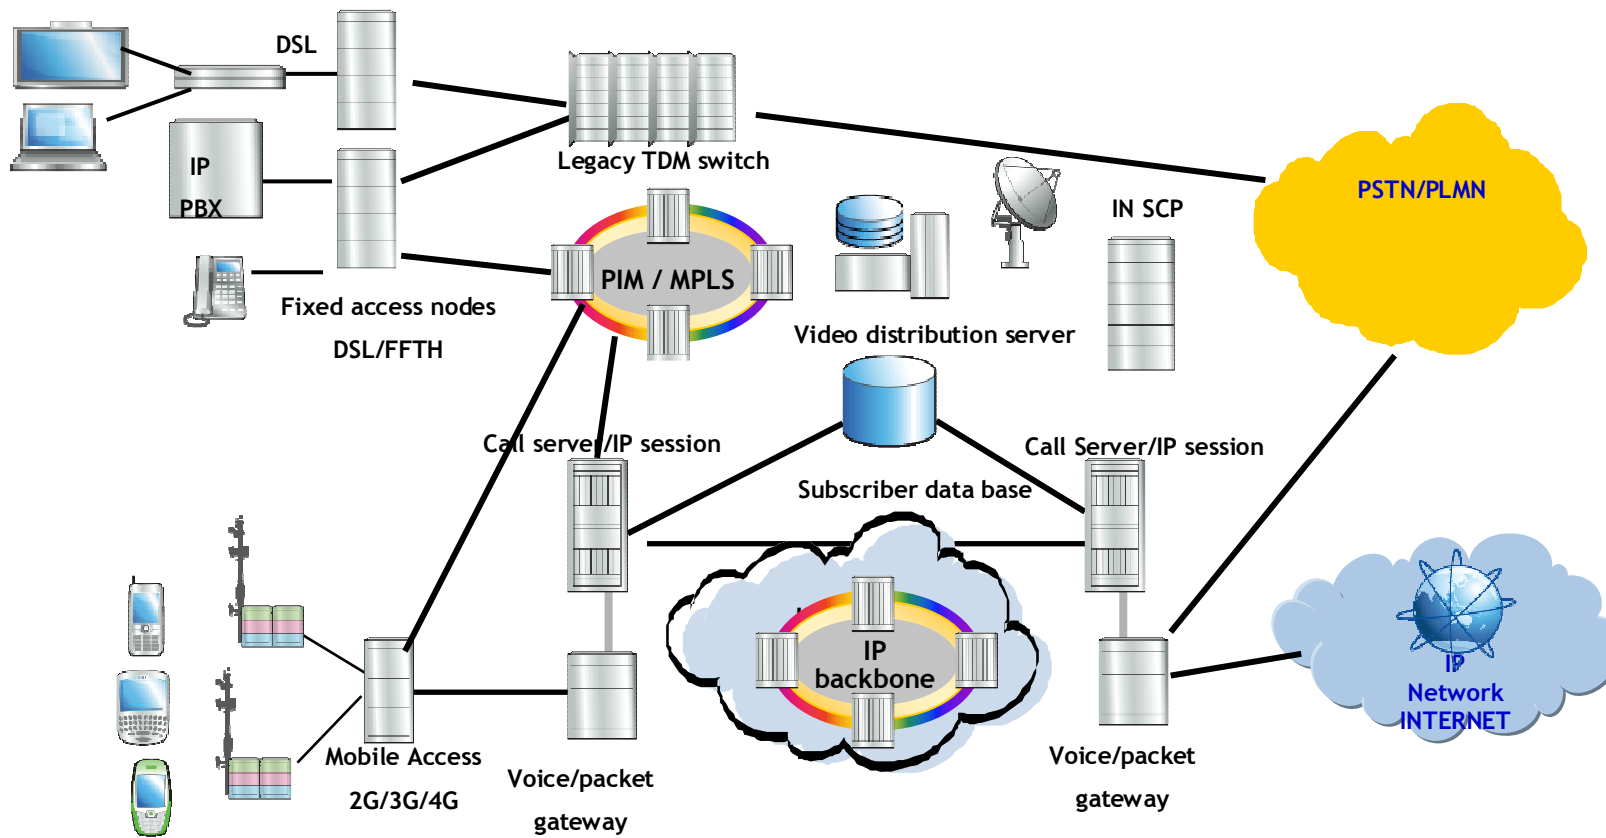 DSL
Legacy TDM switch
IP
PBX
PSTN/PLMN
IN SCP
PIM / MPLS
Fixed access nodes
DSL/FFTH
Video distribution server
Call server/IP session
Call Server/IP session
Subscriber data base
IP
backbone
IP
Network
INTERNET
Mobile Access
2G/3G/4G
Voice/packet
gateway
Voice/packet
gateway